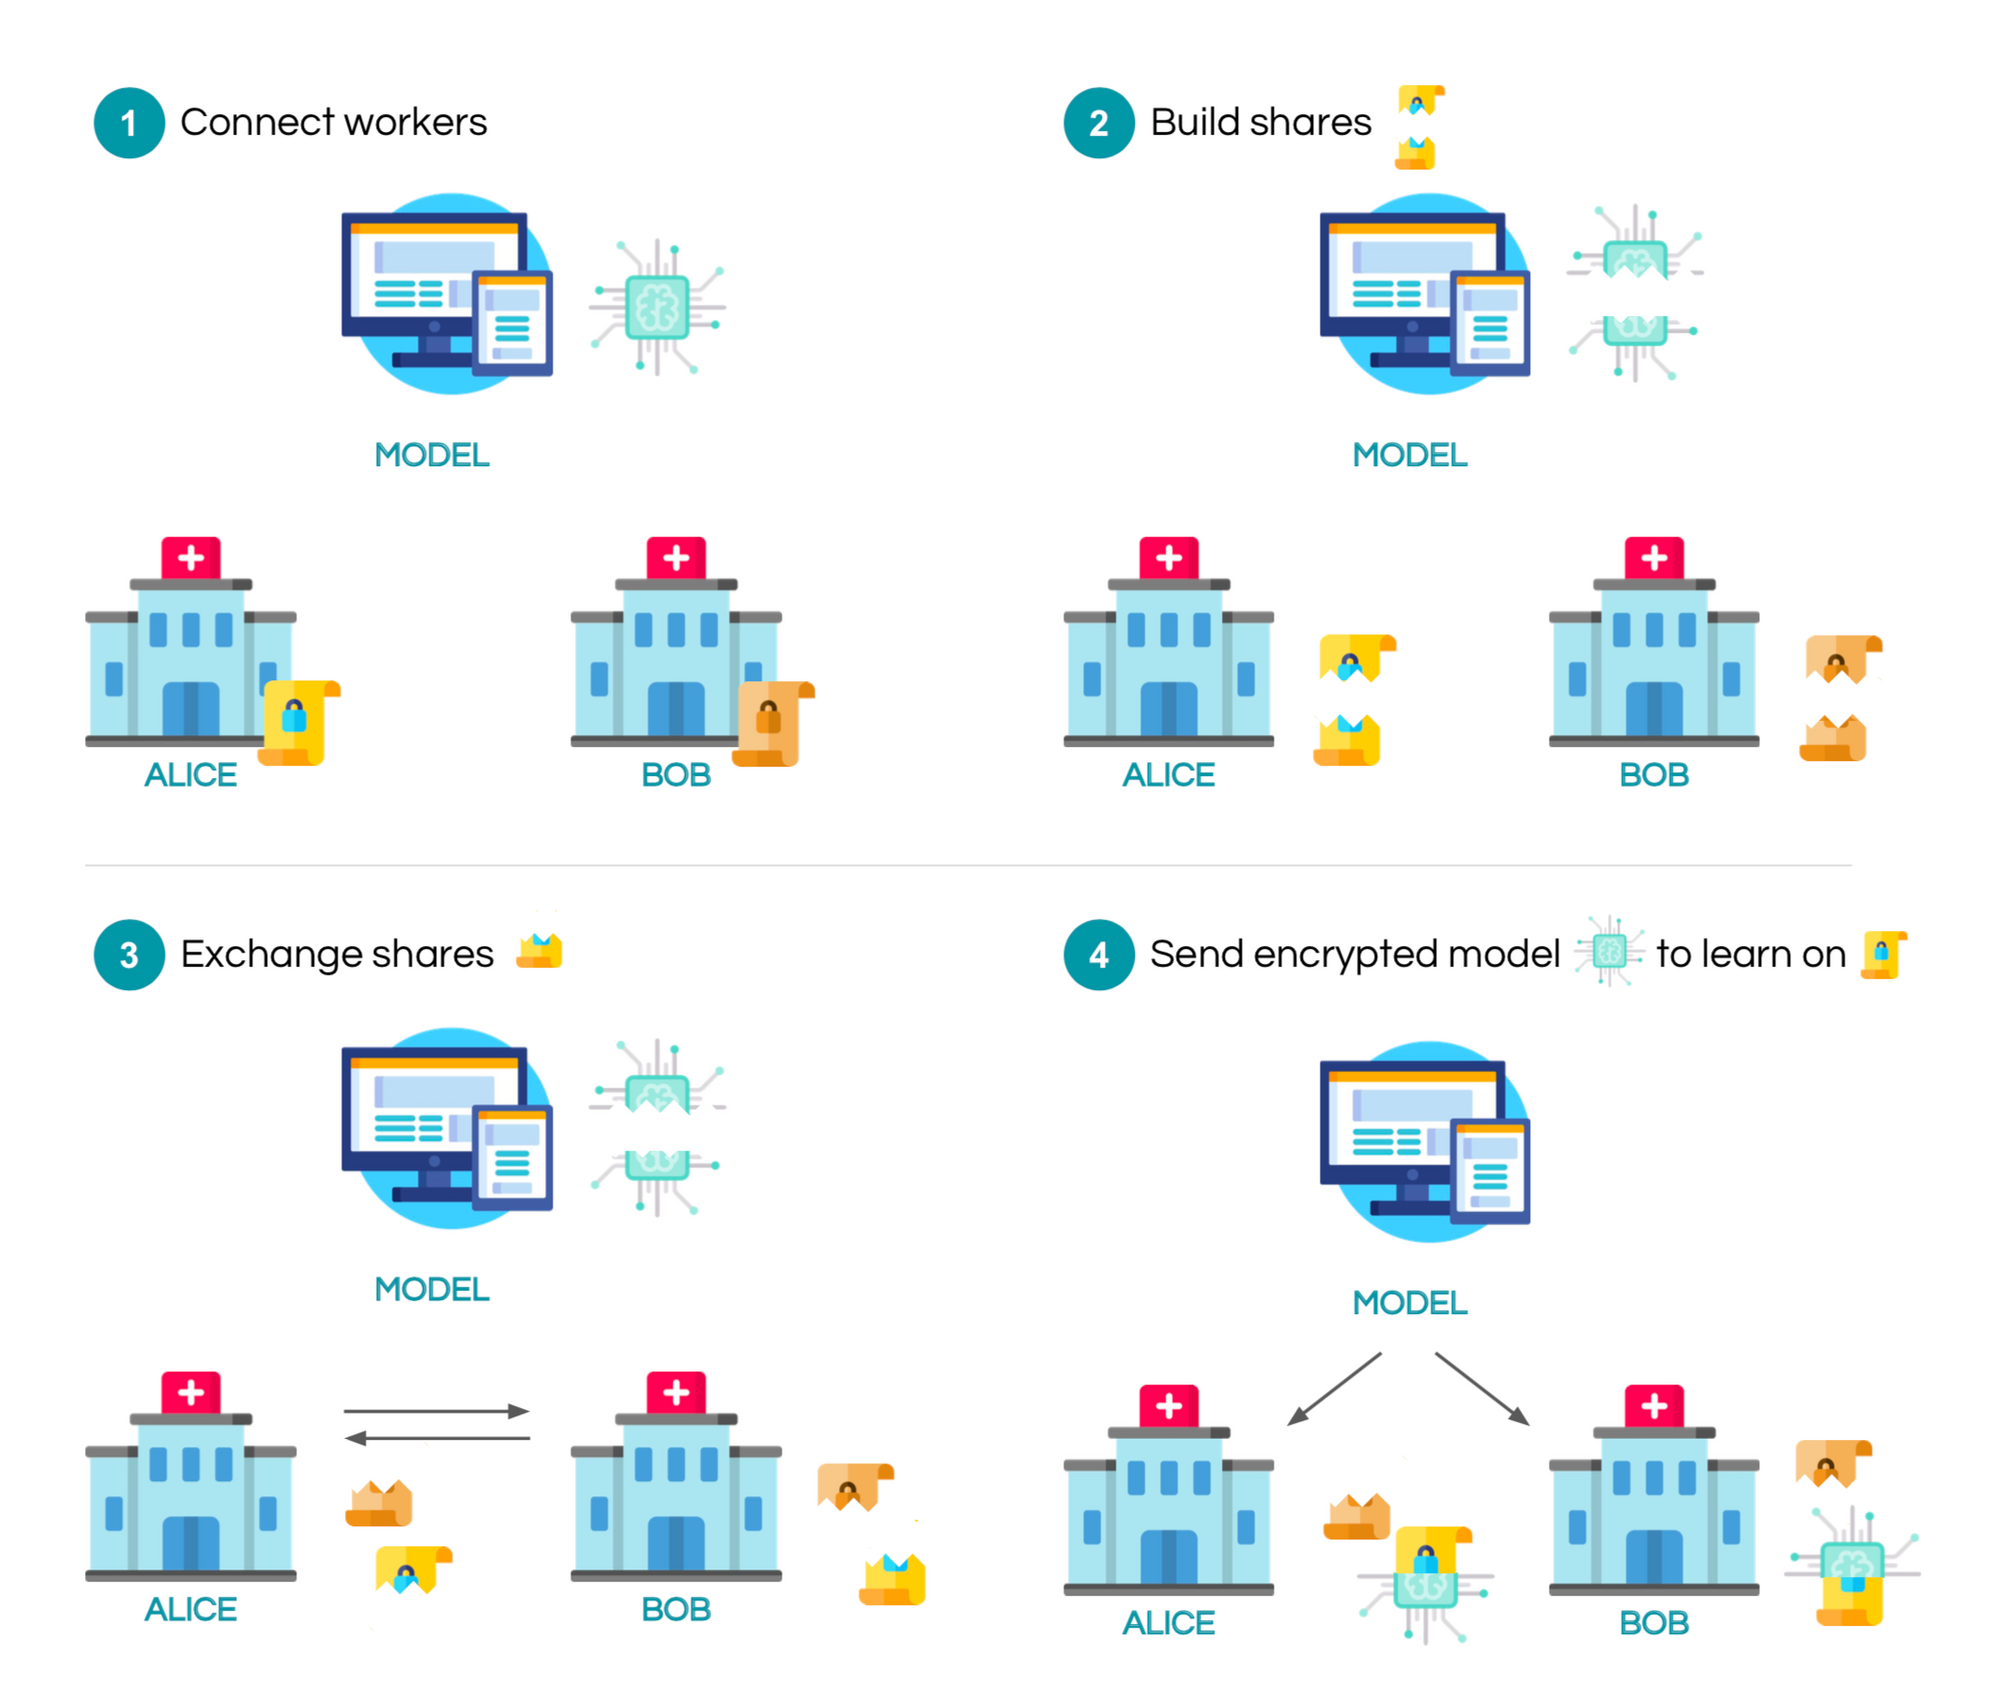 1 Connect workers
2 Build shares
MODEL
MODEL
ALICE
BOB
ALICE
BOB
3 Exchange shares
4 Send encrypted model to learn on
MODEL
MODEL
ALICE
BOB
ALICE
BOB